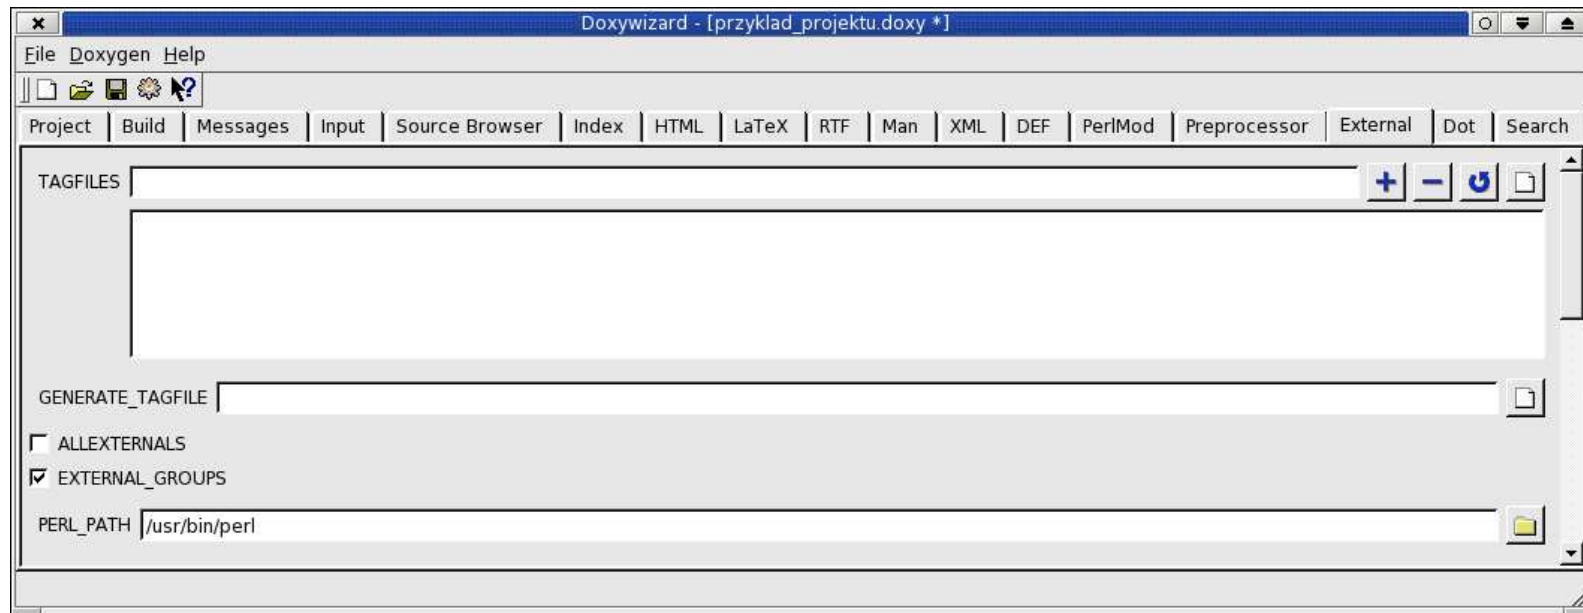 Doxywizard - [przyklad_projektu.doxy *]
File Doxygen Help
Project Build Messages Input Source Browser Index HTML LaTeX RTF Man XML DEF PerlMod Preprocessor External Dot Search
TAGFILES
GENERATE_TAGFILE
ALLEXTERNALS
EXTERNAL_GROUPS
PERL_PATH /usr/bin/perl